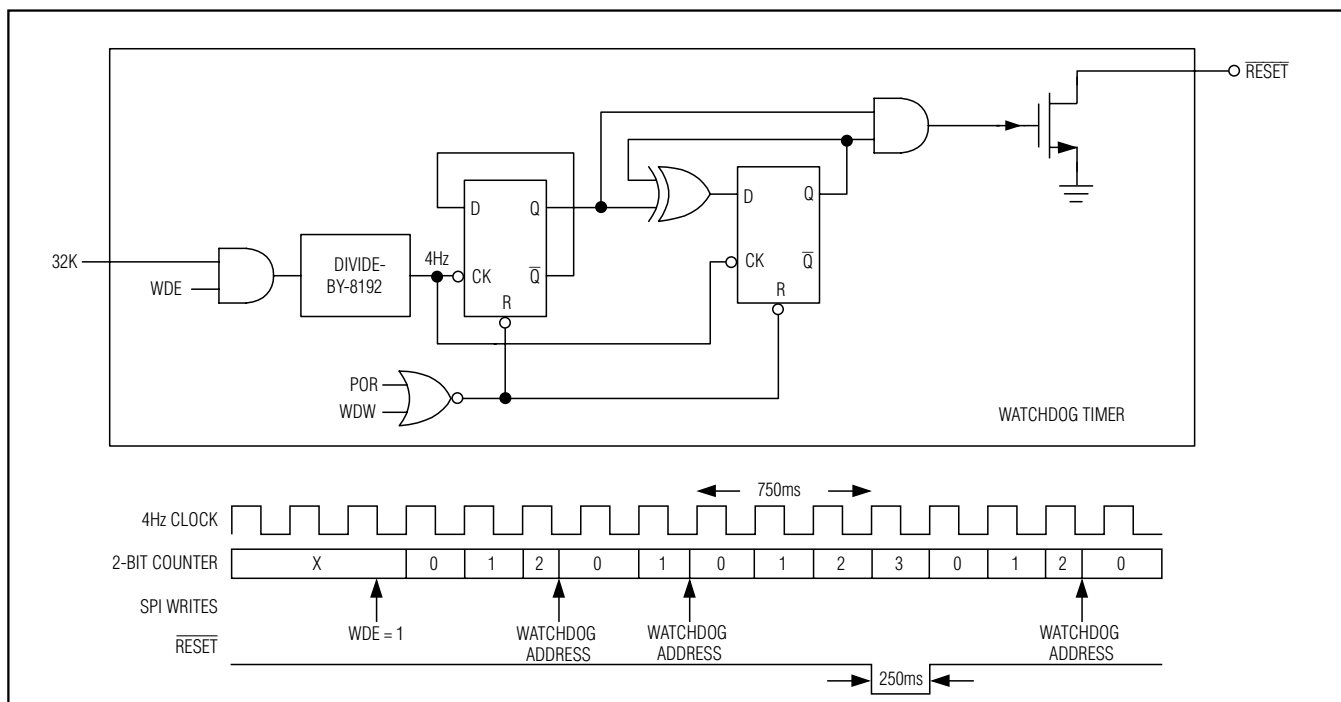 R̅E̅S̅E̅T̅
D Q
D Q
32K
WDE
DIVIDE-
BY-8192
4Hz
CK Q̅
R
CK Q̅
R
POR
WDW
WATCHDOG TIMER
750ms
4Hz CLOCK
2-BIT COUNTER X 0 1 2 0 1 0 1 2 3 0 1 2 0
SPI WRITES
R̅E̅S̅E̅T̅
WDE = 1
WATCHDOG
ADDRESS
WATCHDOG
ADDRESS
WATCHDOG
ADDRESS
250ms